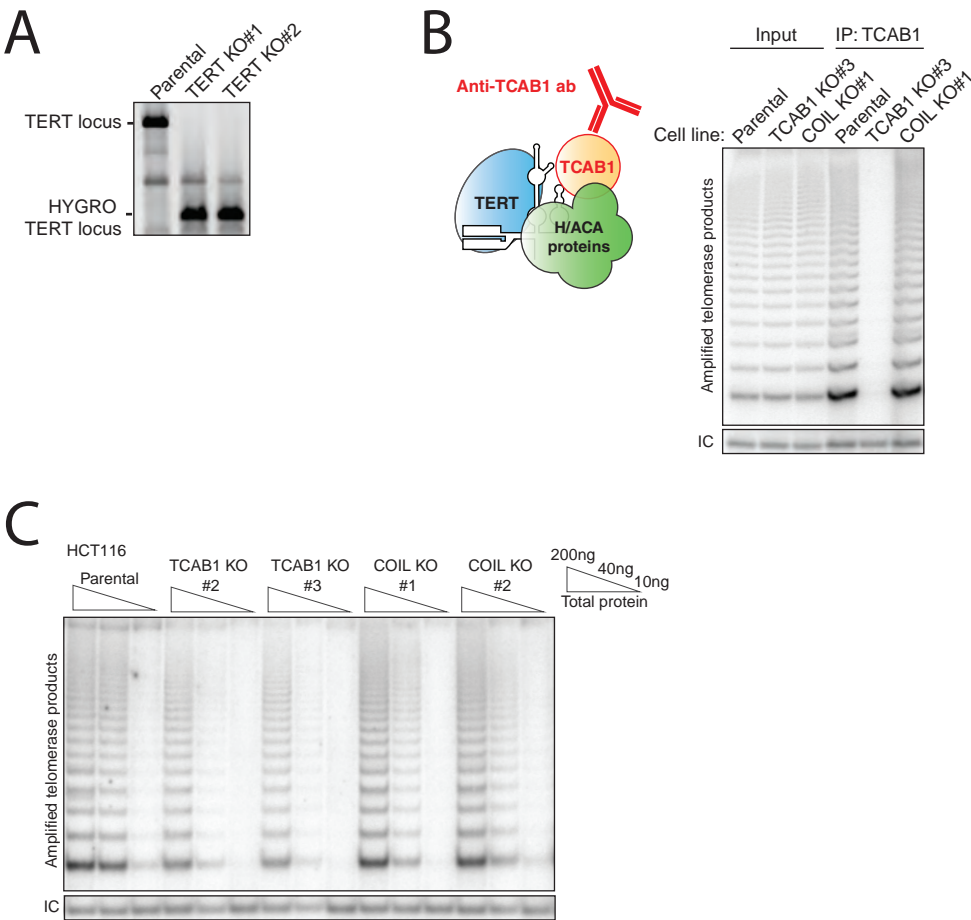 A
Parental
TERT KO#1
TERT KO#2
TERT locus
HYGRO
TERT locus
B
Anti-TCAB1 ab
TCAB1
TERT
H/ACA
proteins
Input
IP: TCAB1
Cell line:
Parental
TCAB1 KO#3
COIL KO#1
Parental
TCAB1 KO#3
COIL KO#1
Amplified telomerase products
IC
C
HCT116
Parental
TCAB1 KO
#2
TCAB1 KO
#3
COIL KO
#1
COIL KO
#2
200ng
40ng
10ng
Total protein
Amplified telomerase products
IC